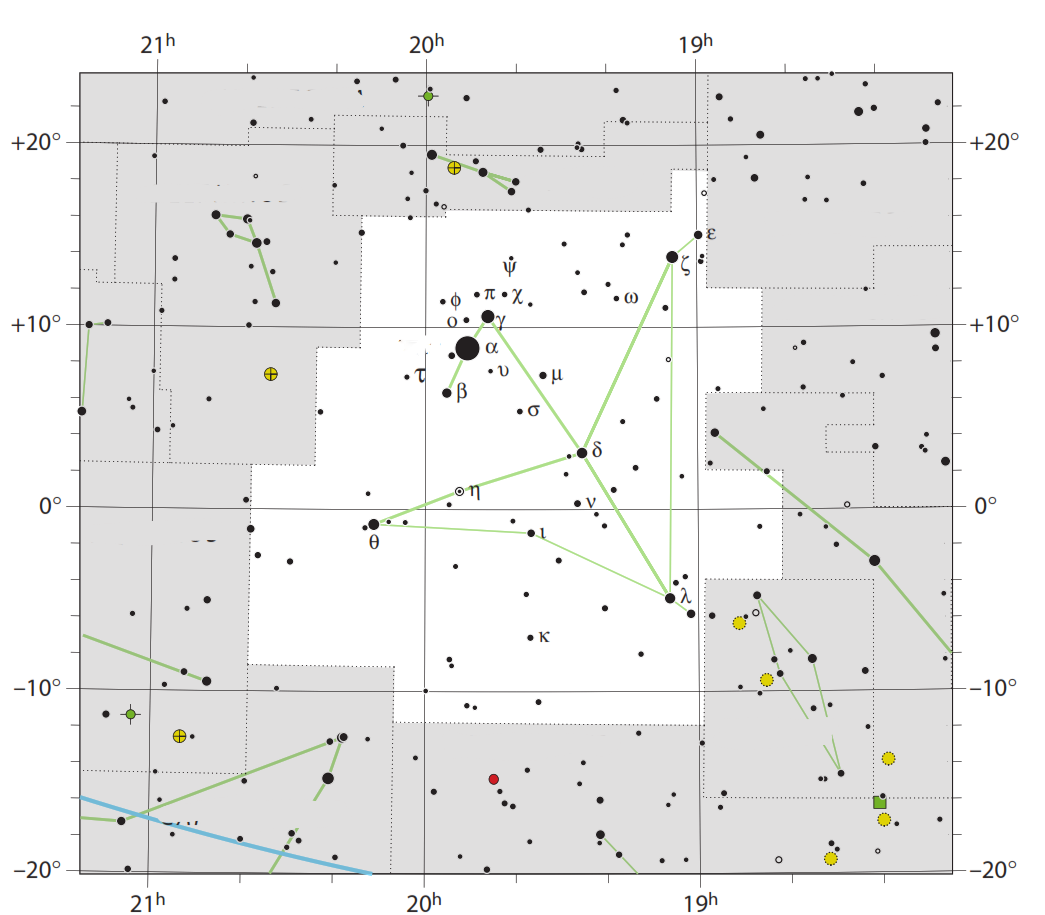 21h 20h 19h
+20° +20°
ε
ζ
ψ
π χ ω
ϕ
ο γ
+10° +10°
α
τ υ μ
β
σ
δ
η
ν
0° 0°
θ ι
λ
κ
−10° −10°
−20° −20°
21h 20h 19h